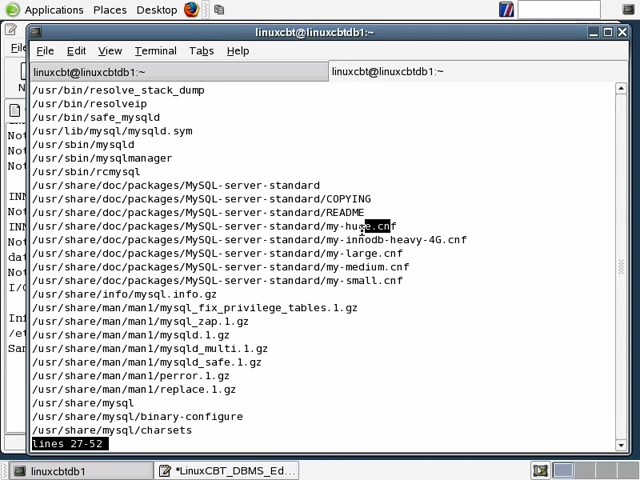 Applications Places Desktop
linuxcbt@linuxcbtdb1:~
File Edit View Terminal Tabs Help
linuxcbt@linuxcbtdb1:~ linuxcbt@linuxcbtdb1:~
/usr/bin/resolve_stack_dump
/usr/bin/resolveip
/usr/bin/safe_mysqld
/usr/lib/mysql/mysqld.sym
/usr/sbin/mysqld
/usr/sbin/mysqlmanager
/usr/sbin/rcmysql
/usr/share/doc/packages/MySQL-server-standard
/usr/share/doc/packages/MySQL-server-standard/COPYING
/usr/share/doc/packages/MySQL-server-standard/README
/usr/share/doc/packages/MySQL-server-standard/my-huge.cnf
/usr/share/doc/packages/MySQL-server-standard/my-innodb-heavy-4G.cnf
/usr/share/doc/packages/MySQL-server-standard/my-large.cnf
/usr/share/doc/packages/MySQL-server-standard/my-medium.cnf
/usr/share/doc/packages/MySQL-server-standard/my-small.cnf
/usr/share/info/mysql.info.gz
/usr/share/man/man1/mysql_fix_privilege_tables.1.gz
/usr/share/man/man1/mysql_zap.1.gz
/usr/share/man/man1/mysqld.1.gz
/usr/share/man/man1/mysqld_multi.1.gz
/usr/share/man/man1/mysqld_safe.1.gz
/usr/share/man/man1/perror.1.gz
/usr/share/man/man1/replace.1.gz
/usr/share/mysql
/usr/share/mysql/binary-configure
/usr/share/mysql/charsets
lines 27-52
linuxcbtdb1 *LinuxCBT_DBMS_Ed...